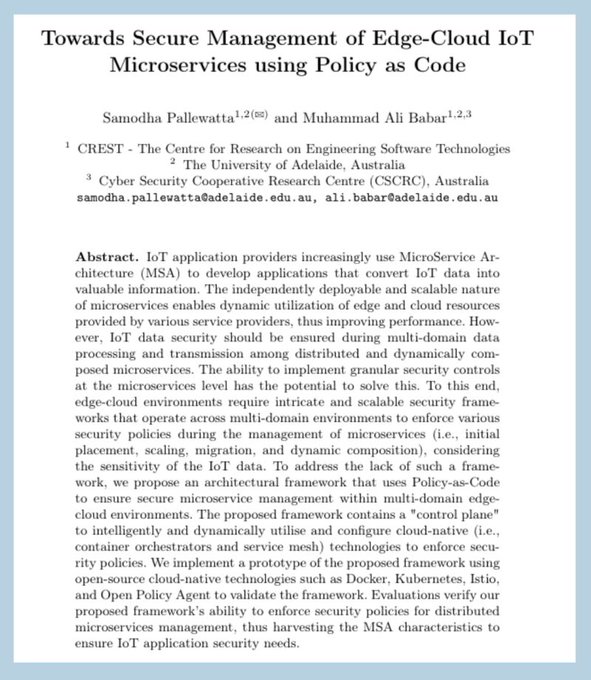 Towards Secure Management of Edge-Cloud IoT
Microservices using Policy as Code
Samodha Pallewatta1,2(✉) and Muhammad Ali Babar1,2,3
1 CREST - The Centre for Research on Engineering Software Technologies
2 The University of Adelaide, Australia
3 Cyber Security Cooperative Research Centre (CSCRC), Australia
samodha.pallewatta@adelaide.edu.au, ali.babar@adelaide.edu.au
Abstract. IoT application providers increasingly use MicroService Ar-
chitecture (MSA) to develop applications that convert IoT data into
valuable information. The independently deployable and scalable nature
of microservices enables dynamic utilization of edge and cloud resources
provided by various service providers, thus improving performance. How-
ever, IoT data security should be ensured during multi-domain data
processing and transmission among distributed and dynamically com-
posed microservices. The ability to implement granular security controls
at the microservices level has the potential to solve this. To this end,
edge-cloud environments require intricate and scalable security frame-
works that operate across multi-domain environments to enforce various
security policies during the management of microservices (i.e., initial
placement, scaling, migration, and dynamic composition), considering
the sensitivity of the IoT data. To address the lack of such a frame-
work, we propose an architectural framework that uses Policy-as-Code
to ensure secure microservice management within multi-domain edge-
cloud environments. The proposed framework contains a "control plane"
to intelligently and dynamically utilise and configure cloud-native (i.e.,
container orchestrators and service mesh) technologies to enforce secu-
rity policies. We implement a prototype of the proposed framework using
open-source cloud-native technologies such as Docker, Kubernetes, Istio,
and Open Policy Agent to validate the framework. Evaluations verify our
proposed framework's ability to enforce security policies for distributed
microservices management, thus harvesting the MSA characteristics to
ensure IoT application security needs.